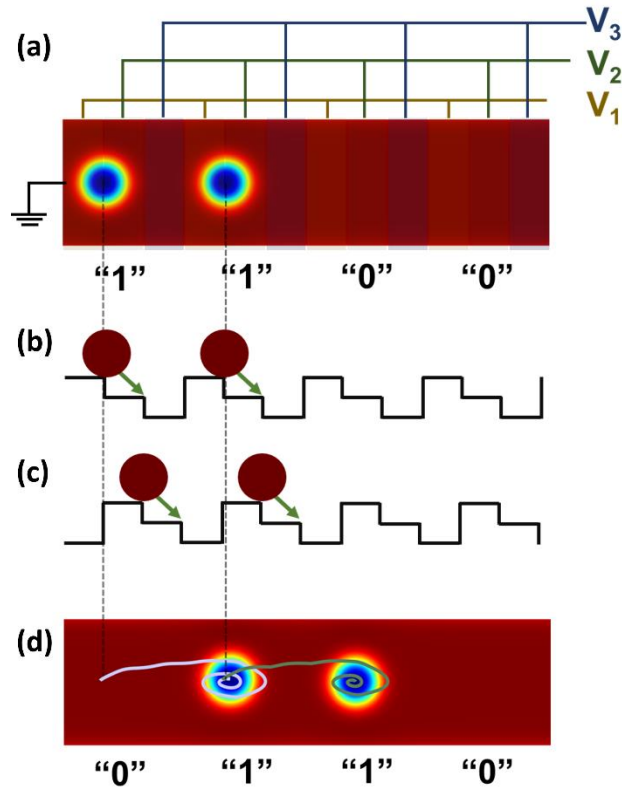 (a)
V3
V2
V1
“1” “1” “0” “0”
(b)
(c)
(d)
“0” “1” “1” “0”